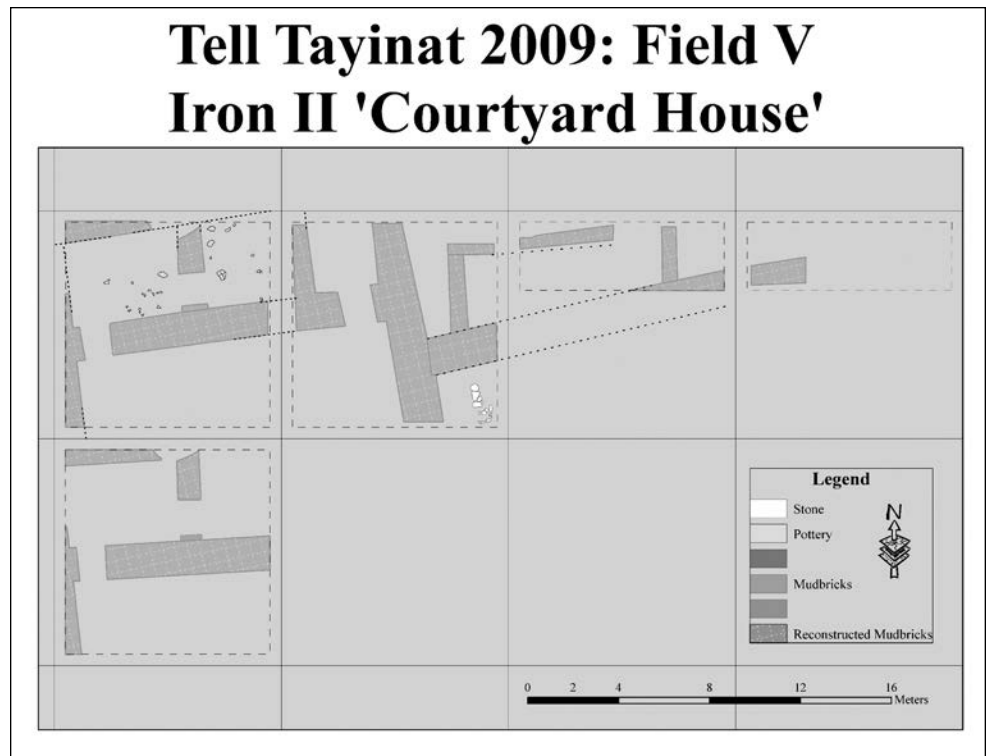 Tell Tayinat 2009: Field V
Iron II 'Courtyard House'
Legend
Stone
Pottery
Mudbricks
Reconstructed Mudbricks
N
0 2 4 8 12 16
Meters